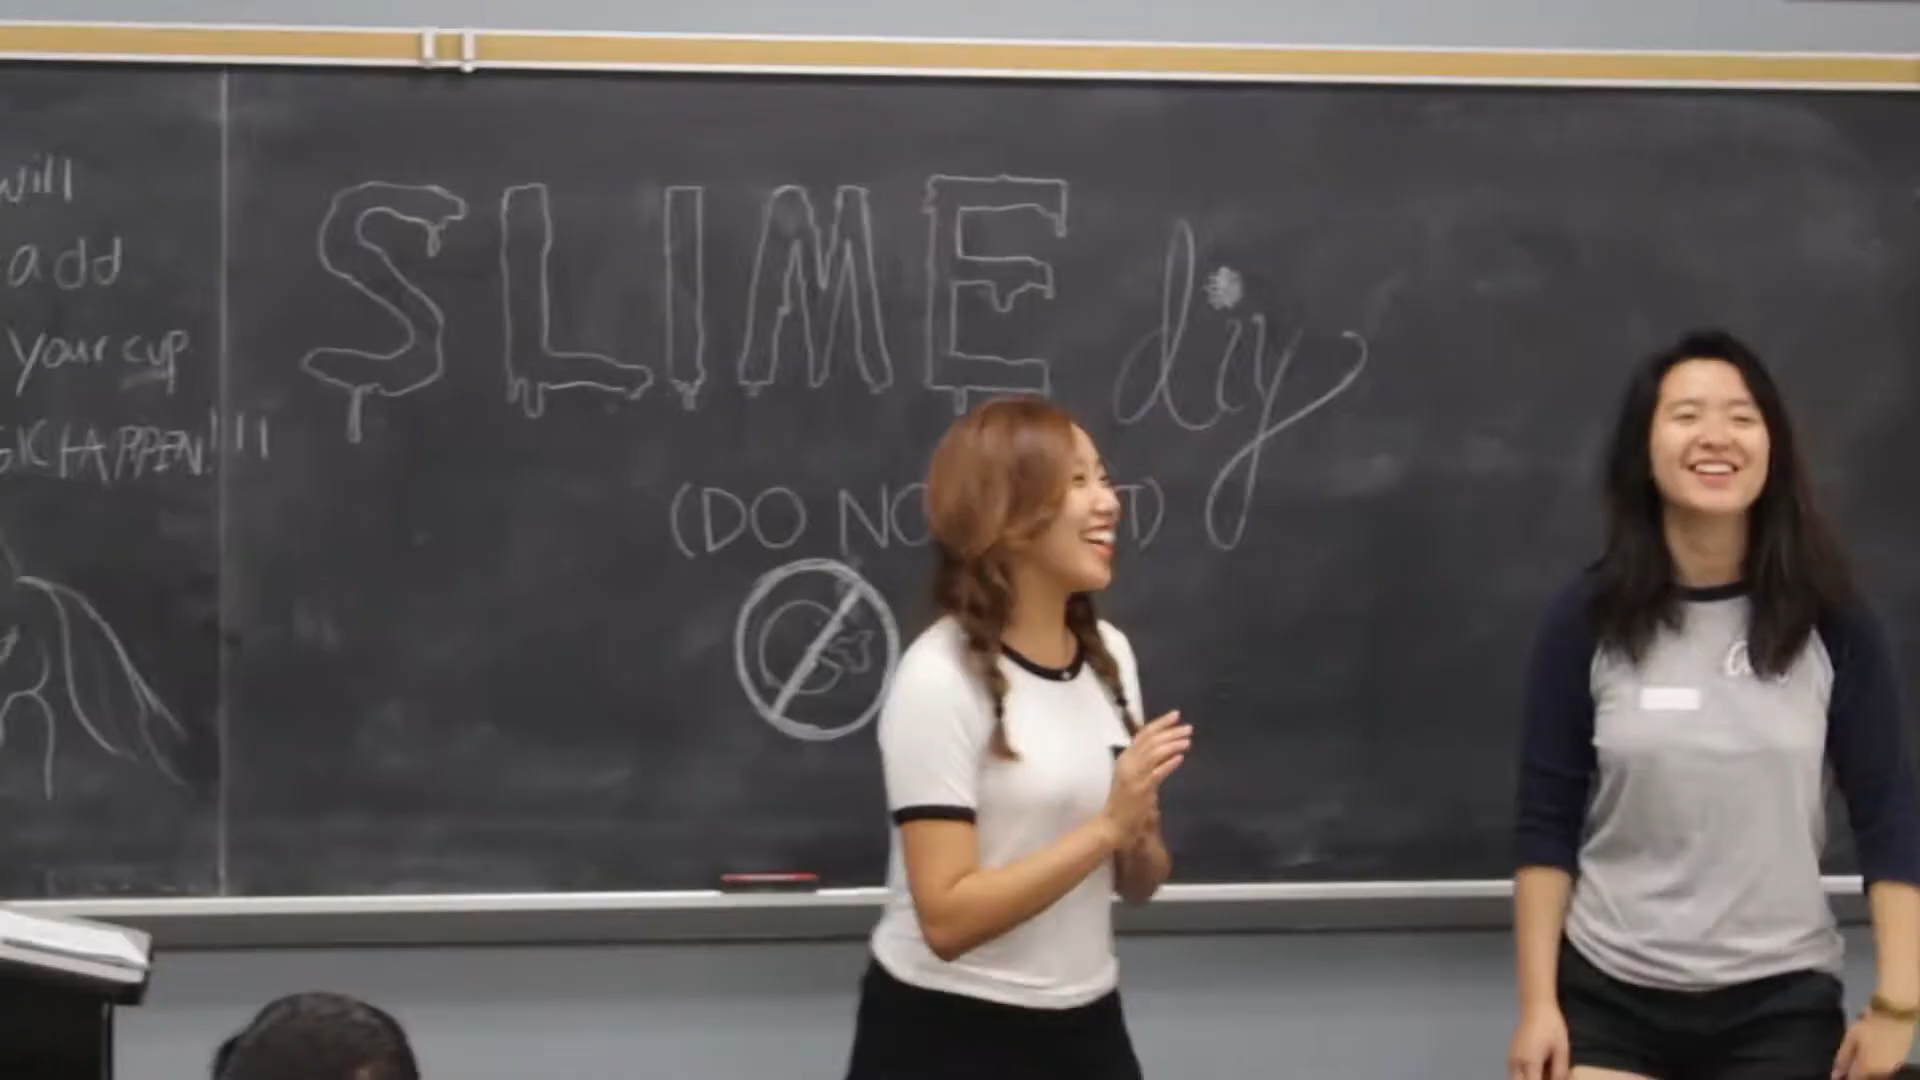 will
add
your cup
HAPPEN!!!!
SLIME diy
(DO NO T)